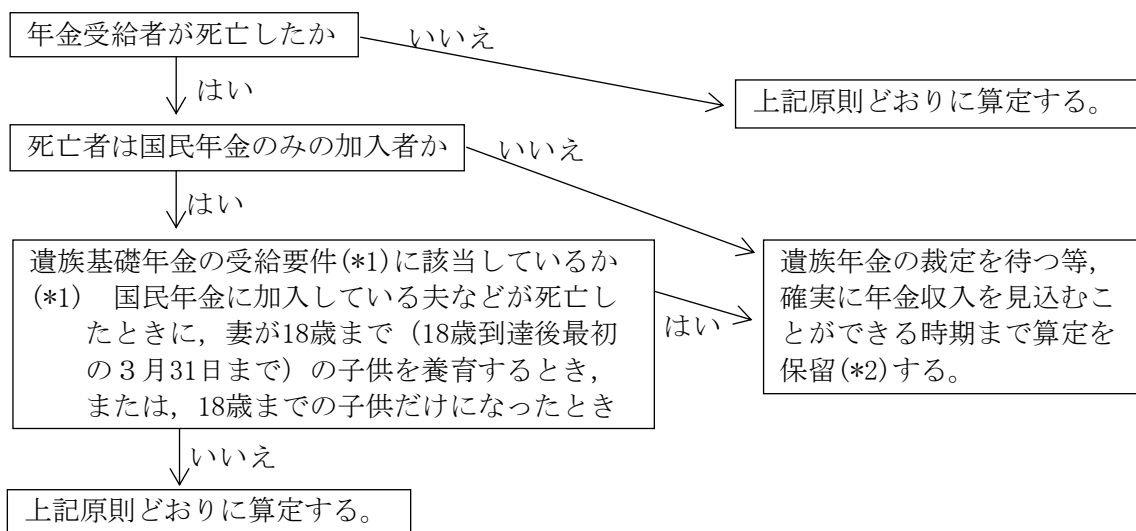 年金受給者が死亡したか
いいえ
はい
上記原則どおりに算定する。
死亡者は国民年金のみの加入者か
いいえ
はい
遺族基礎年金の受給要件(*1)に該当しているか
(*1)　国民年金に加入している夫などが死亡し
たときに，妻が18歳まで（18歳到達後最初
の３月31日まで）の子供を養育するとき，
または，18歳までの子供だけになったとき
はい
遺族年金の裁定を待つ等，
確実に年金収入を見込むこ
とができる時期まで算定を
保留(*2)する。
いいえ
上記原則どおりに算定する。